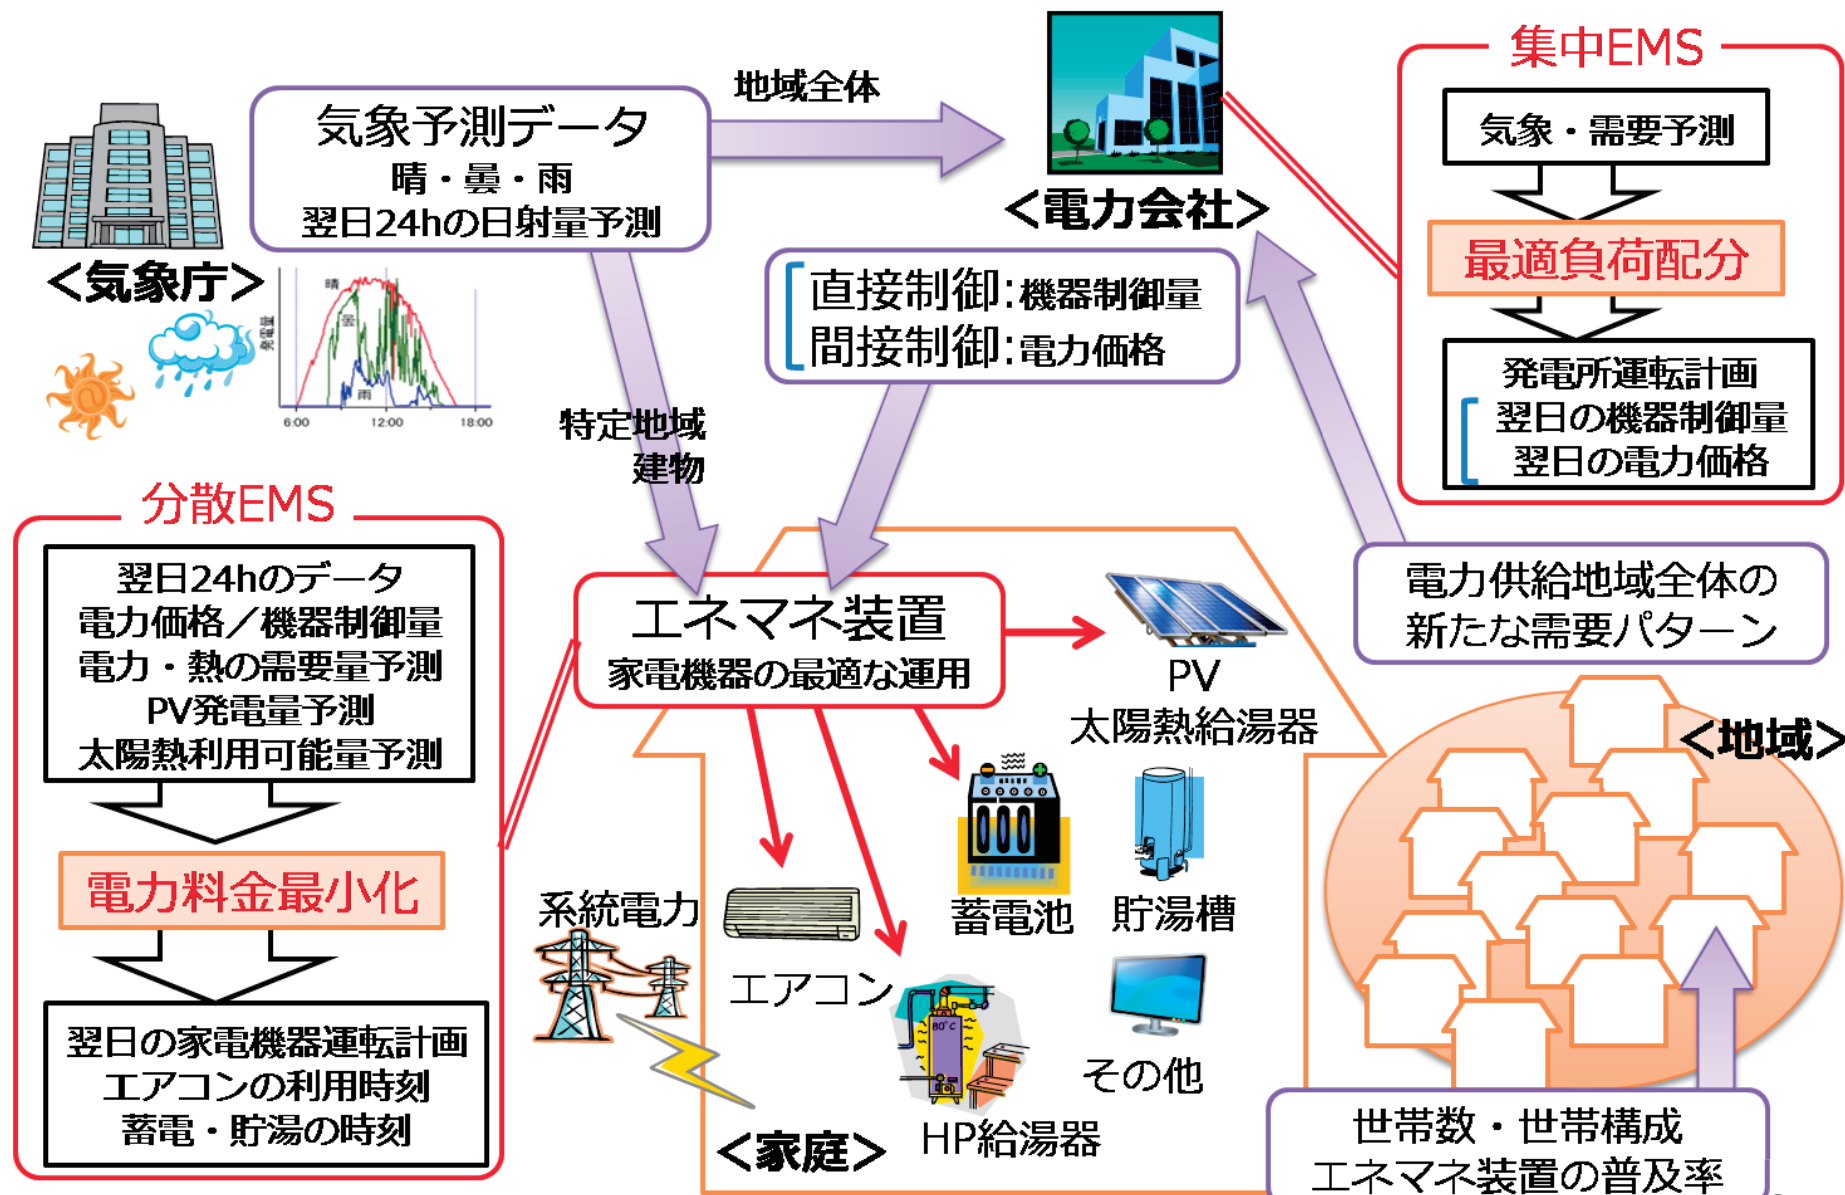 気象予測データ
晴・曇・雨
翌日24hの日射量予測
<気象庁>
発電量
晴
曇
雨
6:00
12:00
18:00
地域全体
<電力会社>
直接制御:機器制御量
間接制御:電力価格
特定地域
建物
集中EMS
気象・需要予測
最適負荷配分
発電所運転計画
翌日の機器制御量
翌日の電力価格
分散EMS
翌日24hのデータ
電力価格／機器制御量
電力・熱の需要量予測
PV発電量予測
太陽熱利用可能量予測
電力料金最小化
翌日の家電機器運転計画
エアコンの利用時刻
蓄電・貯湯の時刻
エネマネ装置
家電機器の最適な運用
PV
太陽熱給湯器
蓄電池
貯湯槽
系統電力
エアコン
80°C
HP給湯器
その他
<家庭>
電力供給地域全体の
新たな需要パターン
<地域>
世帯数・世帯構成
エネマネ装置の普及率